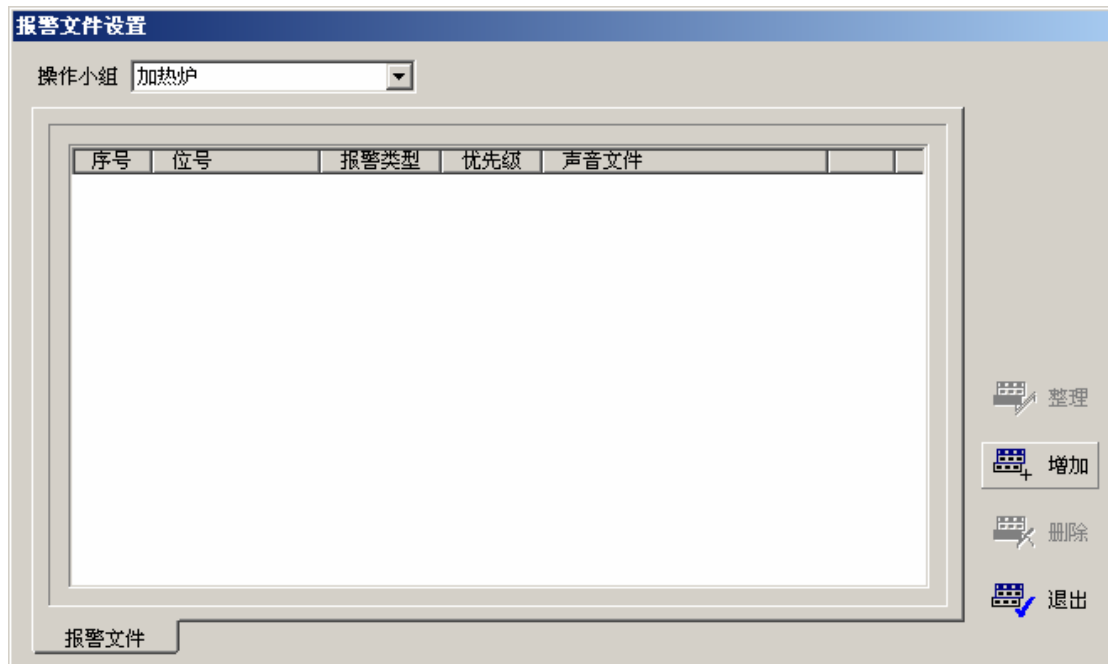 报警文件设置
操作小组 加热炉
序号 位号 报警类型 优先级 声音文件
整理
增加
删除
退出
报警文件